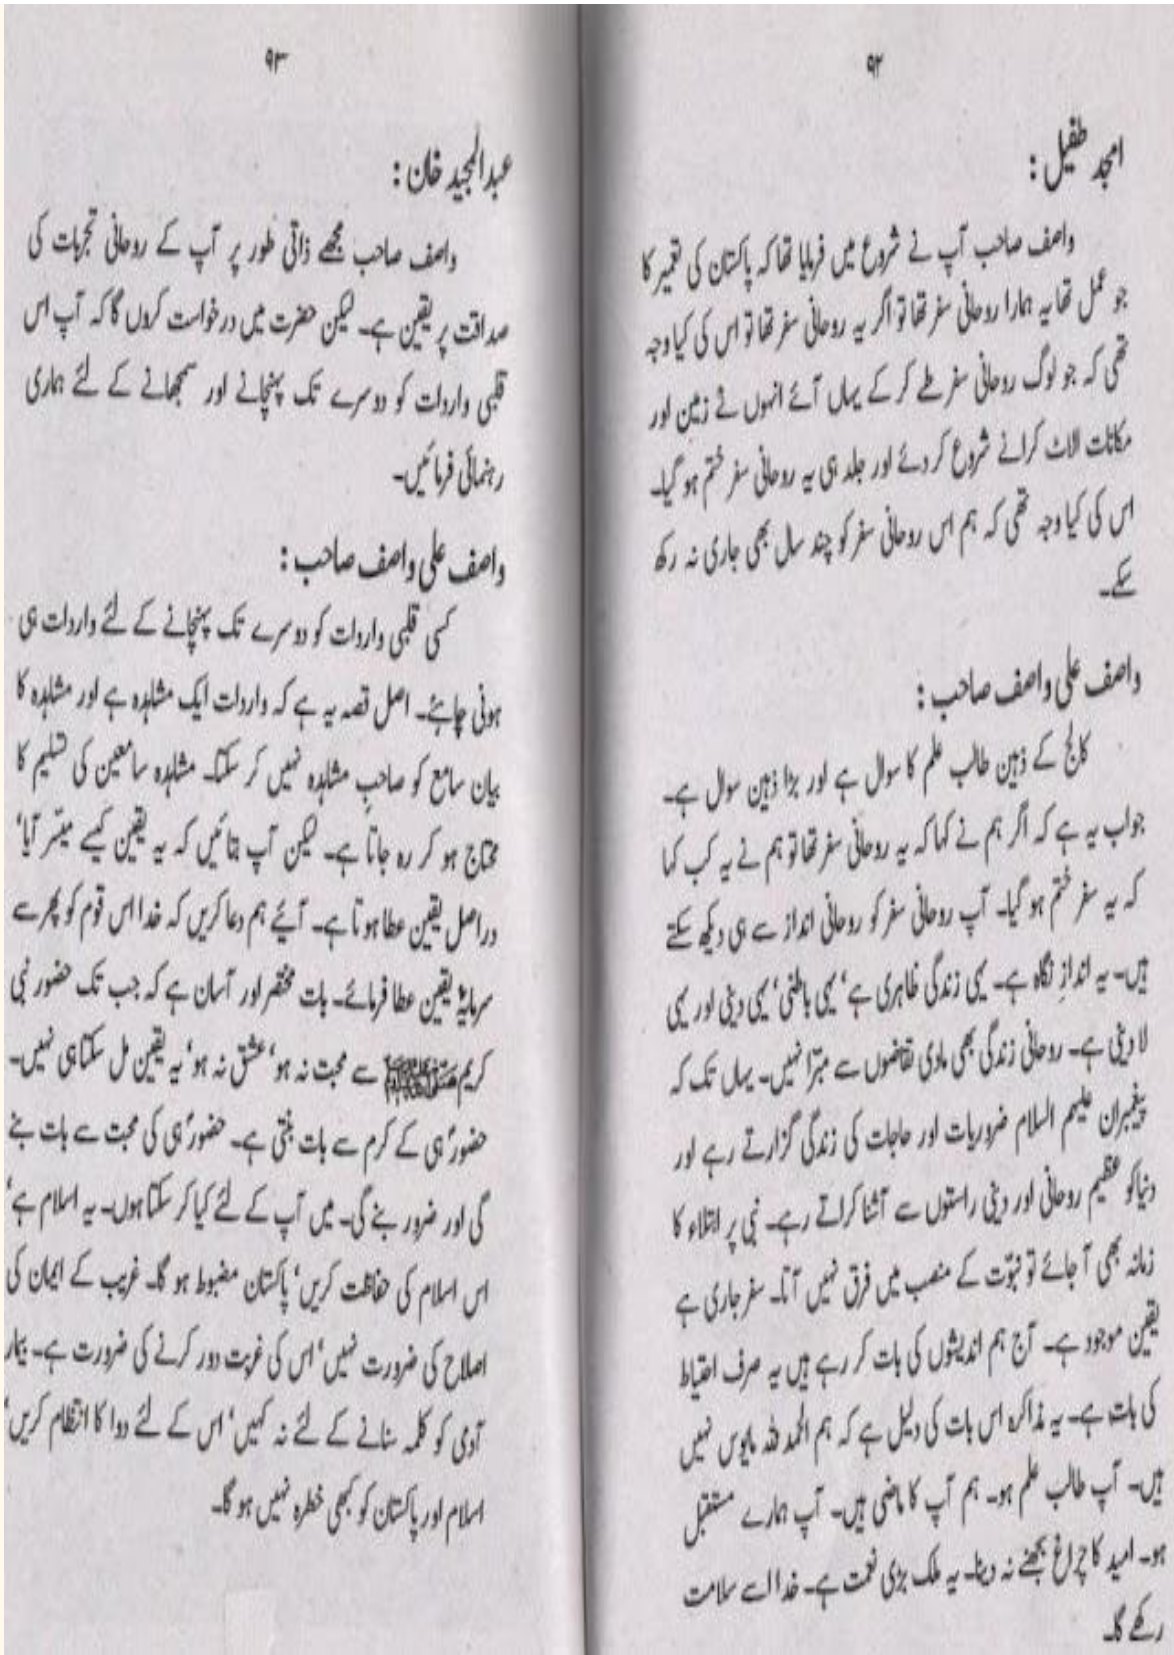 ۹۲
امجد طفیل :
واصف صاحب آپ نے شروع میں فرمایا تھا کہ پاکستان کی تعمیر کا
جو عمل تھا یہ ہمارا روحانی سفر تھا تو اگر یہ روحانی سفر تھا تو اس کی کیا وجہ
تھی کہ جو لوگ روحانی سفر طے کر کے یہاں آئے انہوں نے زمین اور
مکانات الاٹ کرانے شروع کر دئے اور جلد ہی یہ روحانی سفر ختم ہو گیا۔
اس کی کیا وجہ تھی کہ ہم اس روحانی سفر کو چند سال بھی جاری نہ رکھ
سکے۔
واصف علی واصف صاحب :
کالج کے ذہین طالب علم کا سوال ہے اور بڑا ذہین سوال ہے۔
جواب یہ ہے کہ اگر ہم نے کہا کہ یہ روحانی سفر تھا تو ہم نے یہ کب کہا
کہ یہ سفر ختم ہو گیا۔ آپ روحانی سفر کو روحانی انداز سے ہی دیکھ سکتے
ہیں۔ یہ اندازِ نگاہ ہے۔ یہی زندگی ظاہری ہے‘ یہی باطنی‘ یہی دینی اور یہی
لا دینی ہے۔ روحانی زندگی بھی مادی تقاضوں سے مبرّا نہیں۔ یہاں تک کہ
پیغمبران علیہم السلام ضروریات اور حاجات کی زندگی گزارتے رہے اور
دنیا کو عظیم روحانی اور دینی راستوں سے آشنا کراتے رہے۔ نبی پر ابتلاء کا
زمانہ بھی آ جائے تو نبوّت کے منصب میں فرق نہیں آتا۔ سفر جاری ہے
یقین موجود ہے۔ آج ہم اندیشوں کی بات کر رہے ہیں یہ صرف احتیاط
کی بات ہے۔ یہ مذاکرہ اس بات کی دلیل ہے کہ ہم الحمد للہ مایوس نہیں
ہیں۔ آپ طالب علم ہو۔ ہم آپ کا ماضی ہیں۔ آپ ہمارے مستقبل
ہو۔ امید کا چراغ بجھنے نہ دینا۔ یہ ملک بڑی نعمت ہے۔ خدا اسے سلامت
رکھے گا۔
۹۳
عبدالمجید خان :
واصف صاحب مجھے ذاتی طور پر آپ کے روحانی تجربات کی
صداقت پر یقین ہے۔ لیکن حضرت میں درخواست کروں گا کہ آپ اس
قلبی واردات کو دوسرے تک پہنچانے اور سمجھانے کے لئے ہماری
رہنمائی فرمائیں۔
واصف علی واصف صاحب :
کسی قلبی واردات کو دوسرے تک پہنچانے کے لئے واردات ہی
ہونی چاہئے۔ اصل قصہ یہ ہے کہ واردات ایک مشاہدہ ہے اور مشاہدہ کا
بیان سامع کو صاحبِ مشاہدہ نہیں کر سکتا۔ مشاہدہ سامعین کی تسلیم کا
محتاج ہو کر رہ جاتا ہے۔ لیکن آپ بتائیں کہ یہ یقین کیسے میسّر آیا‘
دراصل یقین عطا ہوتا ہے۔ آیئے ہم دعا کریں کہ خدا اس قوم کو پھر سے
سرمایۂ یقین عطا فرمائے۔ بات مختصر اور آسان ہے کہ جب تک حضور نبی
کریم صلی اللہ علیہ وسلم سے محبت نہ ہو‘ عشق نہ ہو‘ یہ یقین مل سکتا ہی نہیں۔
حضورؐ ہی کے کرم سے بات بنتی ہے۔ حضورؐ ہی کی محبت سے بات بنے
گی اور ضرور بنے گی۔ میں آپ کے لئے کیا کر سکتا ہوں۔ یہ اسلام ہے‘
اس اسلام کی حفاظت کریں‘ پاکستان مضبوط ہو گا۔ غریب کے ایمان کی
اصلاح کی ضرورت نہیں‘ اس کی غربت دور کرنے کی ضرورت ہے۔ بیمار
آدمی کو کلمہ سنانے کے لئے نہ کہیں‘ اس کے لئے دوا کا انتظام کریں‘
اسلام اور پاکستان کو کبھی خطرہ نہیں ہو گا۔